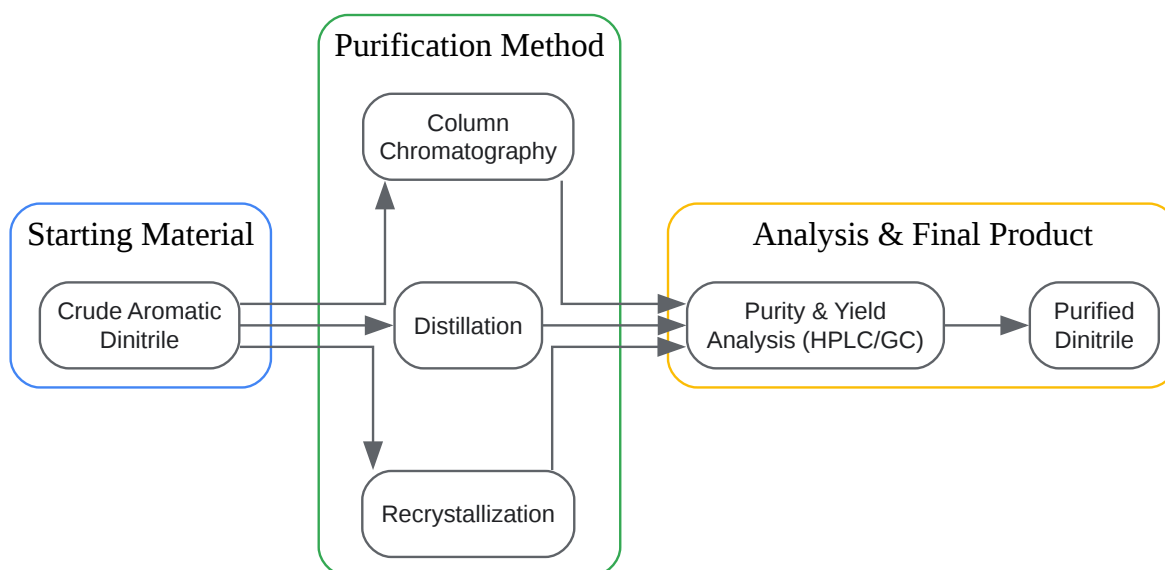 Purification Method
Column
Chromatography
Starting Material
Crude Aromatic
Dinitrile
Distillation
Recrystallization
Analysis & Final Product
Purity & Yield
Analysis (HPLC/GC)
Purified
Dinitrile